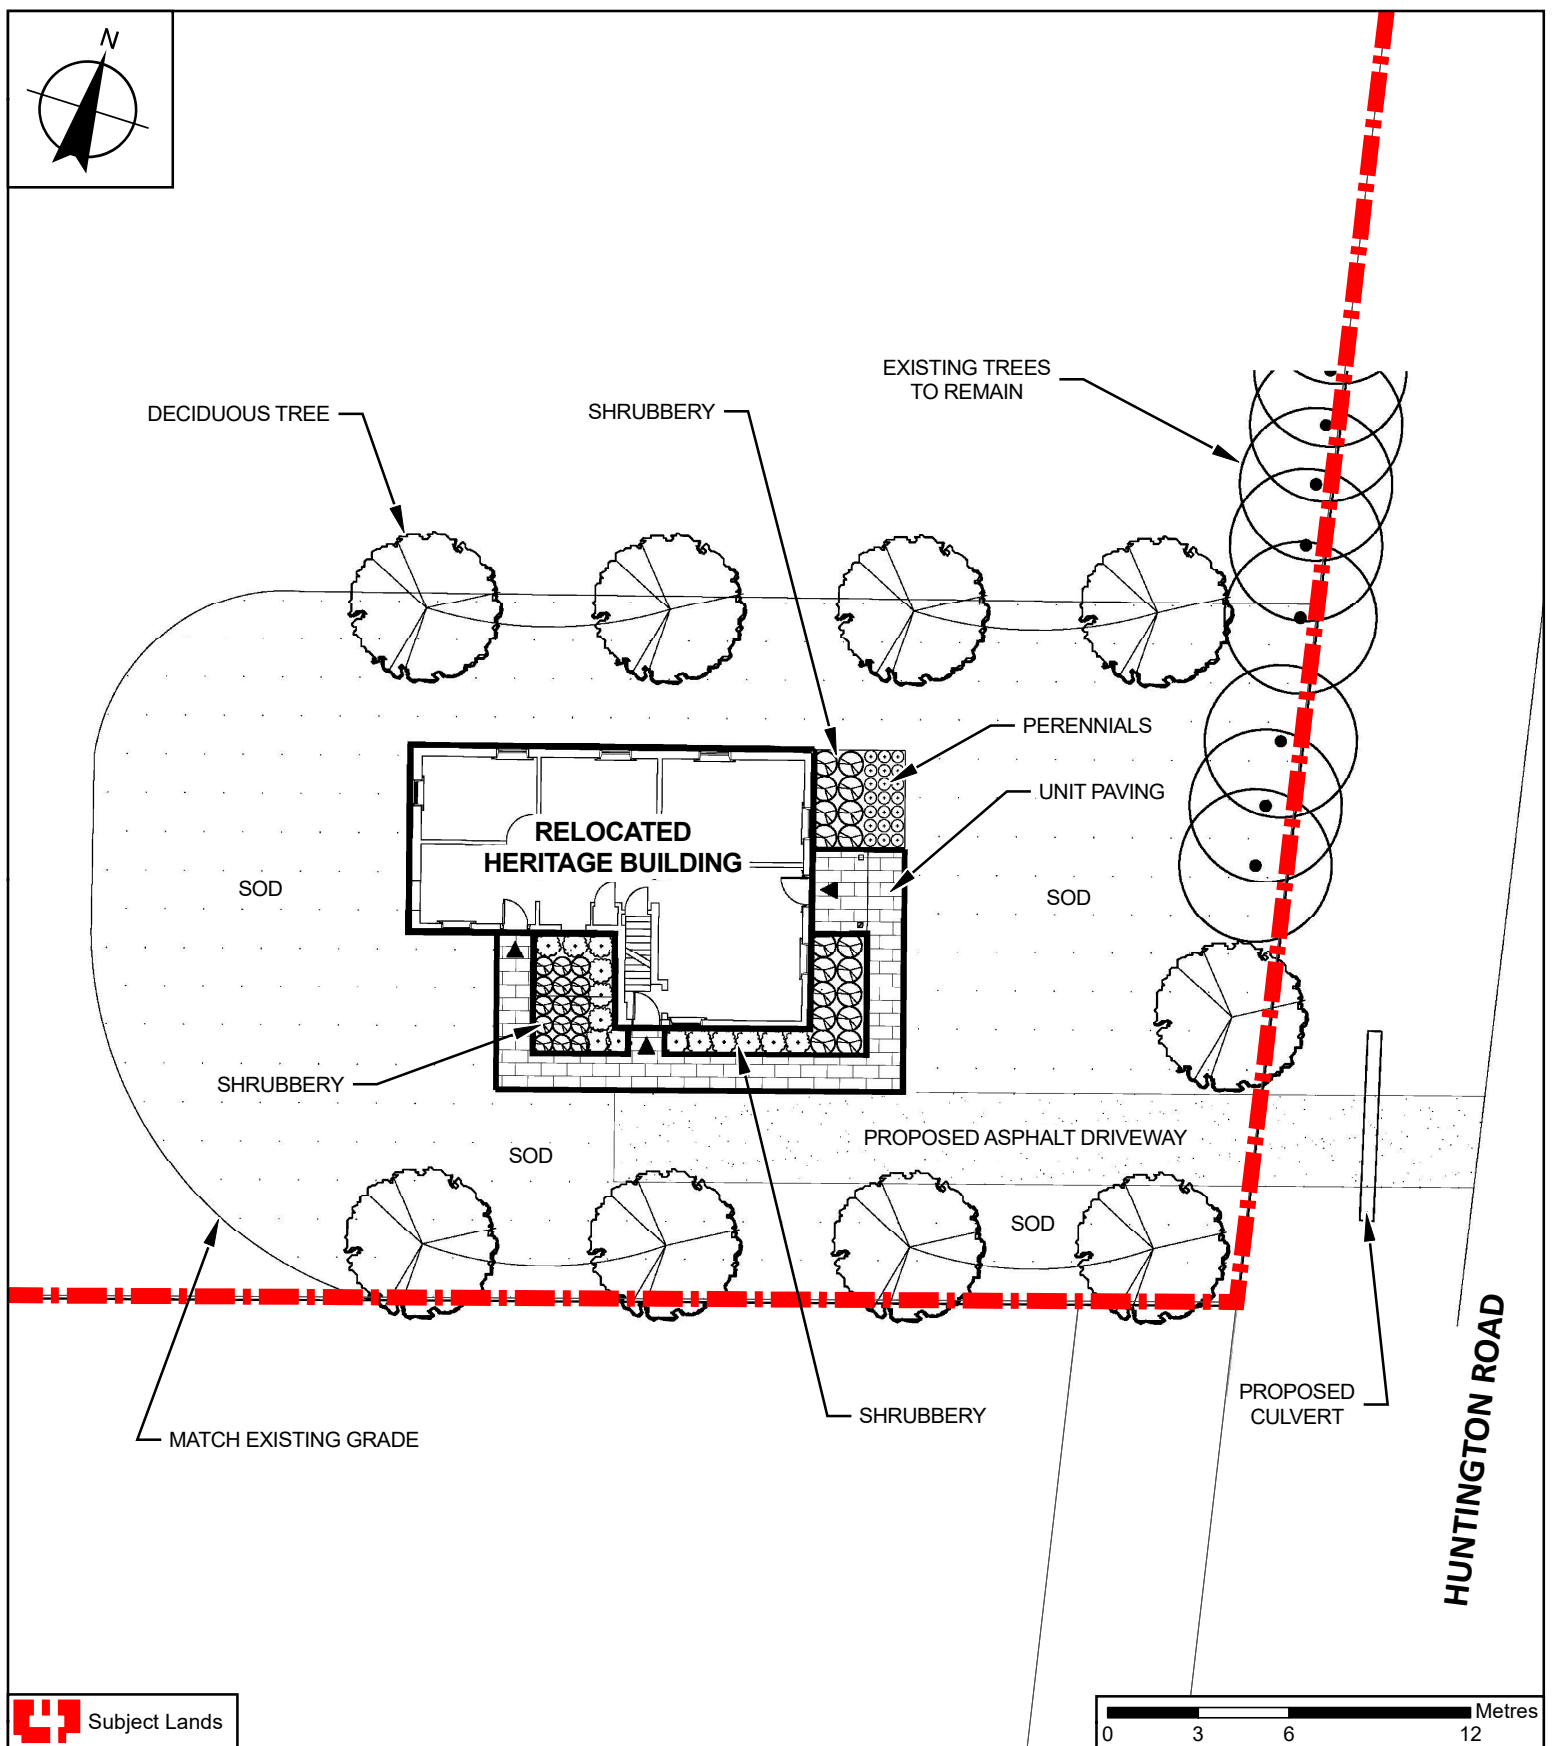 N
EXISTING TREES
TO REMAIN
DECIDUOUS TREE
SHRUBBERY
PERENNIALS
UNIT PAVING
RELOCATED
HERITAGE BUILDING
SOD
SOD
SHRUBBERY
PROPOSED ASPHALT DRIVEWAY
SOD
SOD
PROPOSED
CULVERT
SHRUBBERY
MATCH EXISTING GRADE
HUNTINGTON ROAD
Subject Lands
Metres
0 3 6 12